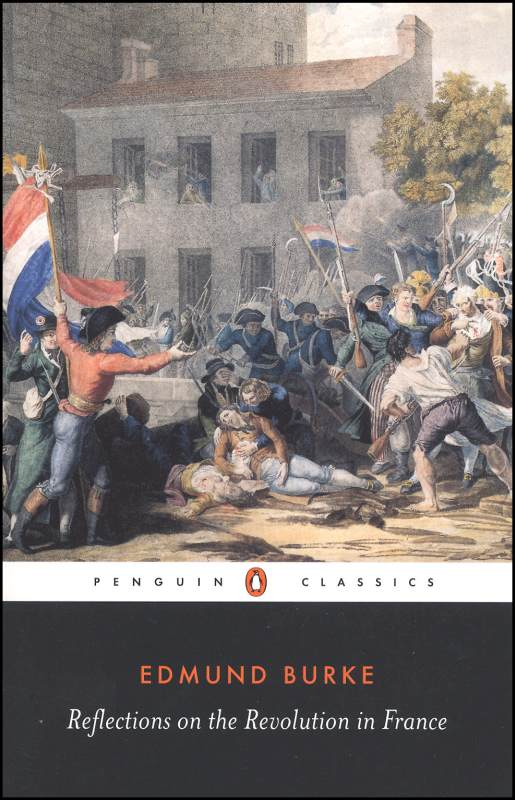 PENGUIN CLASSICS
EDMUND BURKE
Reflections on the Revolution in France